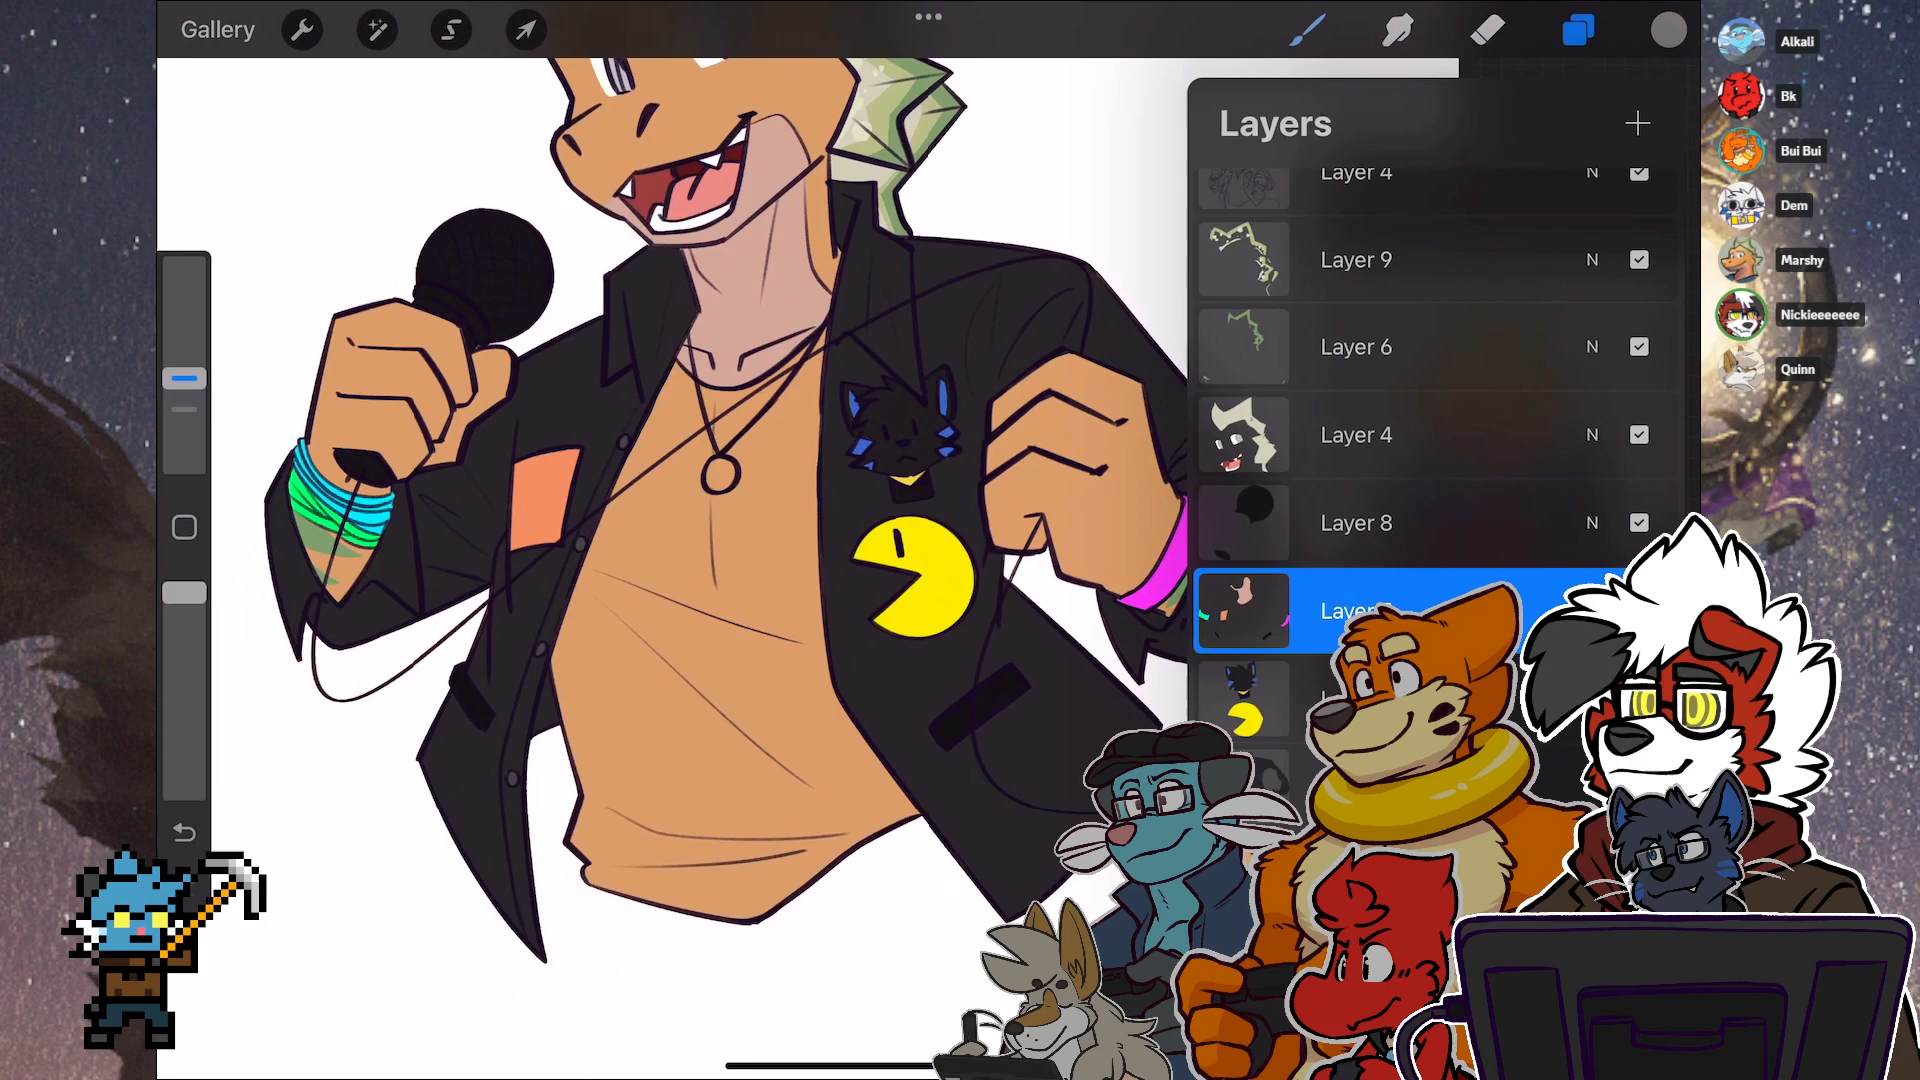 Gallery
Layers
Layer 4
N
Layer 9
N
Layer 6
N
Layer 4
N
Layer 8
N
Alkali
Bk
Bui Bui
Dem
Marshy
Nickieeeeeee
Quinn